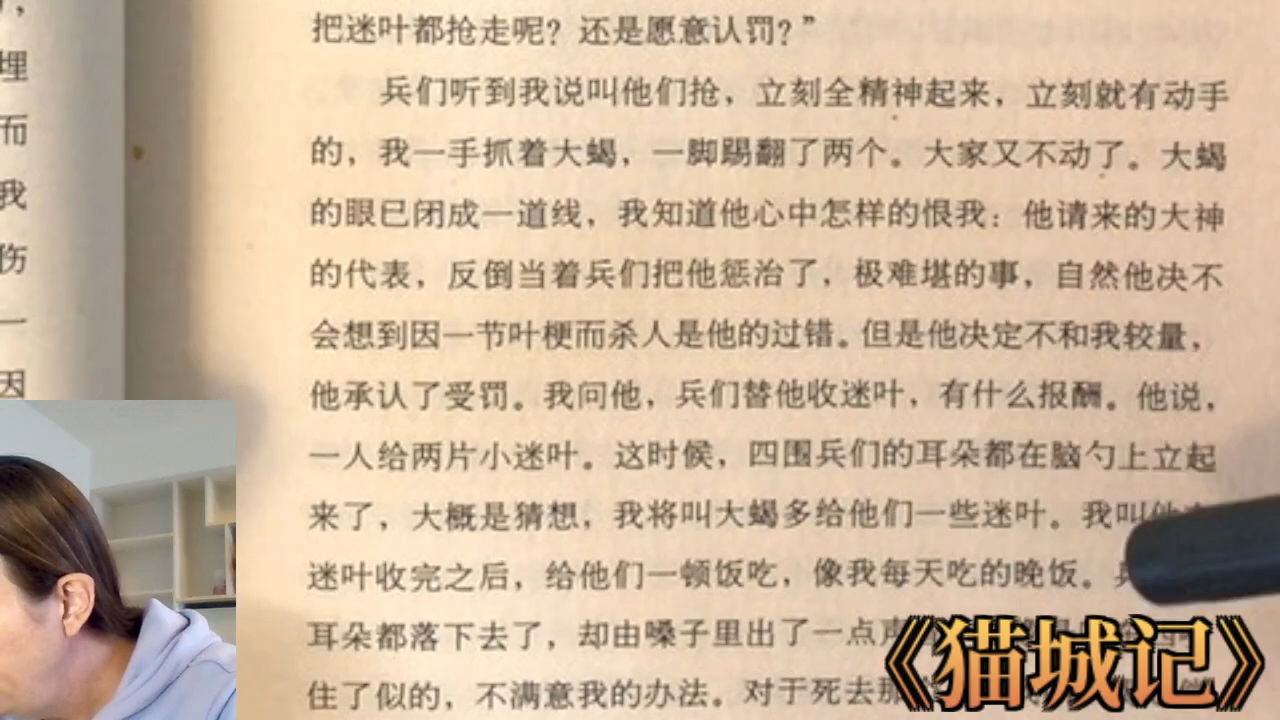 ，
埋
而
我
伤
一
因
把迷叶都抢走呢？还是愿意认罚？”
兵们听到我说叫他们抢，立刻全精神起来，立刻就有动手
的，我一手抓着大蝎，一脚踢翻了两个。大家又不动了。大蝎
的眼已闭成一道线，我知道他心中怎样的恨我：他请来的大神
的代表，反倒当着兵们把他惩治了，极难堪的事，自然他决不
会想到因一节叶梗而杀人是他的过错。但是他决定不和我较量，
他承认了受罚。我问他，兵们替他收迷叶，有什么报酬。他说，
一人给两片小迷叶。这时候，四围兵们的耳朵都在脑勺上立起
来了，大概是猜想，我将叫大蝎多给他们一些迷叶。我叫他
迷叶收完之后，给他们一顿饭吃，像我每天吃的晚饭。
耳朵都落下去了，却由嗓子里出了一点声
住了似的，不满意我的办法。对于死去那
《猫城记》